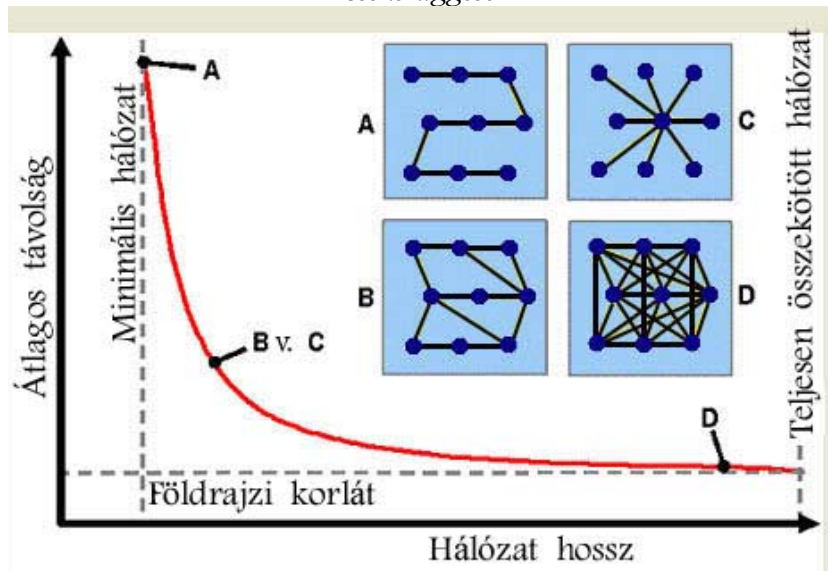 Átlagos távolság
Minimális hálózat
A
B v. C
D
Földrajzi korlát
Hálózat hossz
Teljesen összekötött hálózat
A
C
B
D